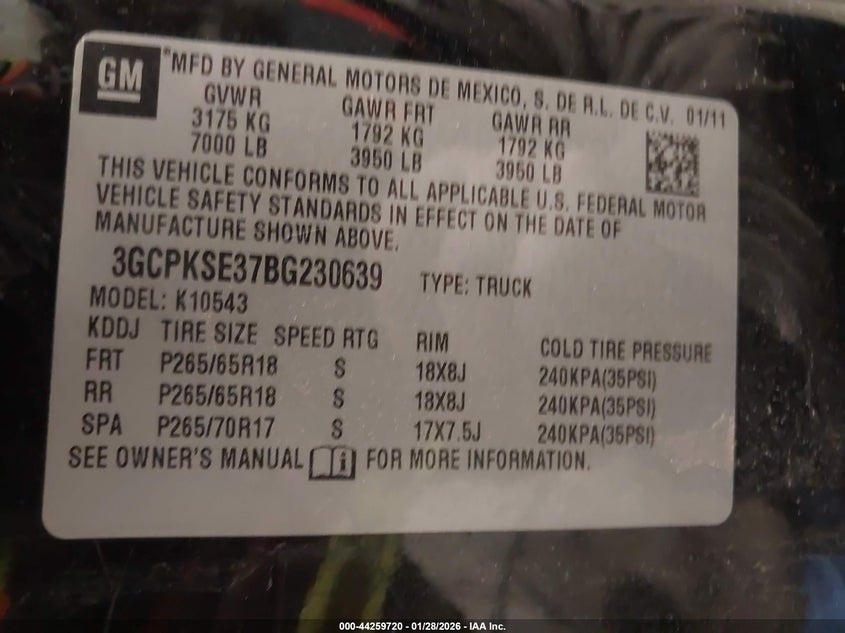 GM
*MFD BY GENERAL MOTORS DE MEXICO, S. DE R.L. DE C.V. 01/11
GVWR GAWR FRT GAWR RR
3175 KG 1792 KG 1792 KG
7000 LB 3950 LB 3950 LB
THIS VEHICLE CONFORMS TO ALL APPLICABLE U.S. FEDERAL MOTOR
VEHICLE SAFETY STANDARDS IN EFFECT ON THE DATE OF
MANUFACTURE SHOWN ABOVE.
3GCPKSE37BG230639 TYPE: TRUCK
MODEL: K10543
KDDJ TIRE SIZE SPEED RTG RIM COLD TIRE PRESSURE
FRT P265/65R18 S 18X8J 240KPA(35PSI)
RR P265/65R18 S 18X8J 240KPA(35PSI)
SPA P265/70R17 S 17X7.5J 240KPA(35PSI)
SEE OWNER'S MANUAL i FOR MORE INFORMATION.
000-44259720 - 01/28/2026 - IAA Inc.